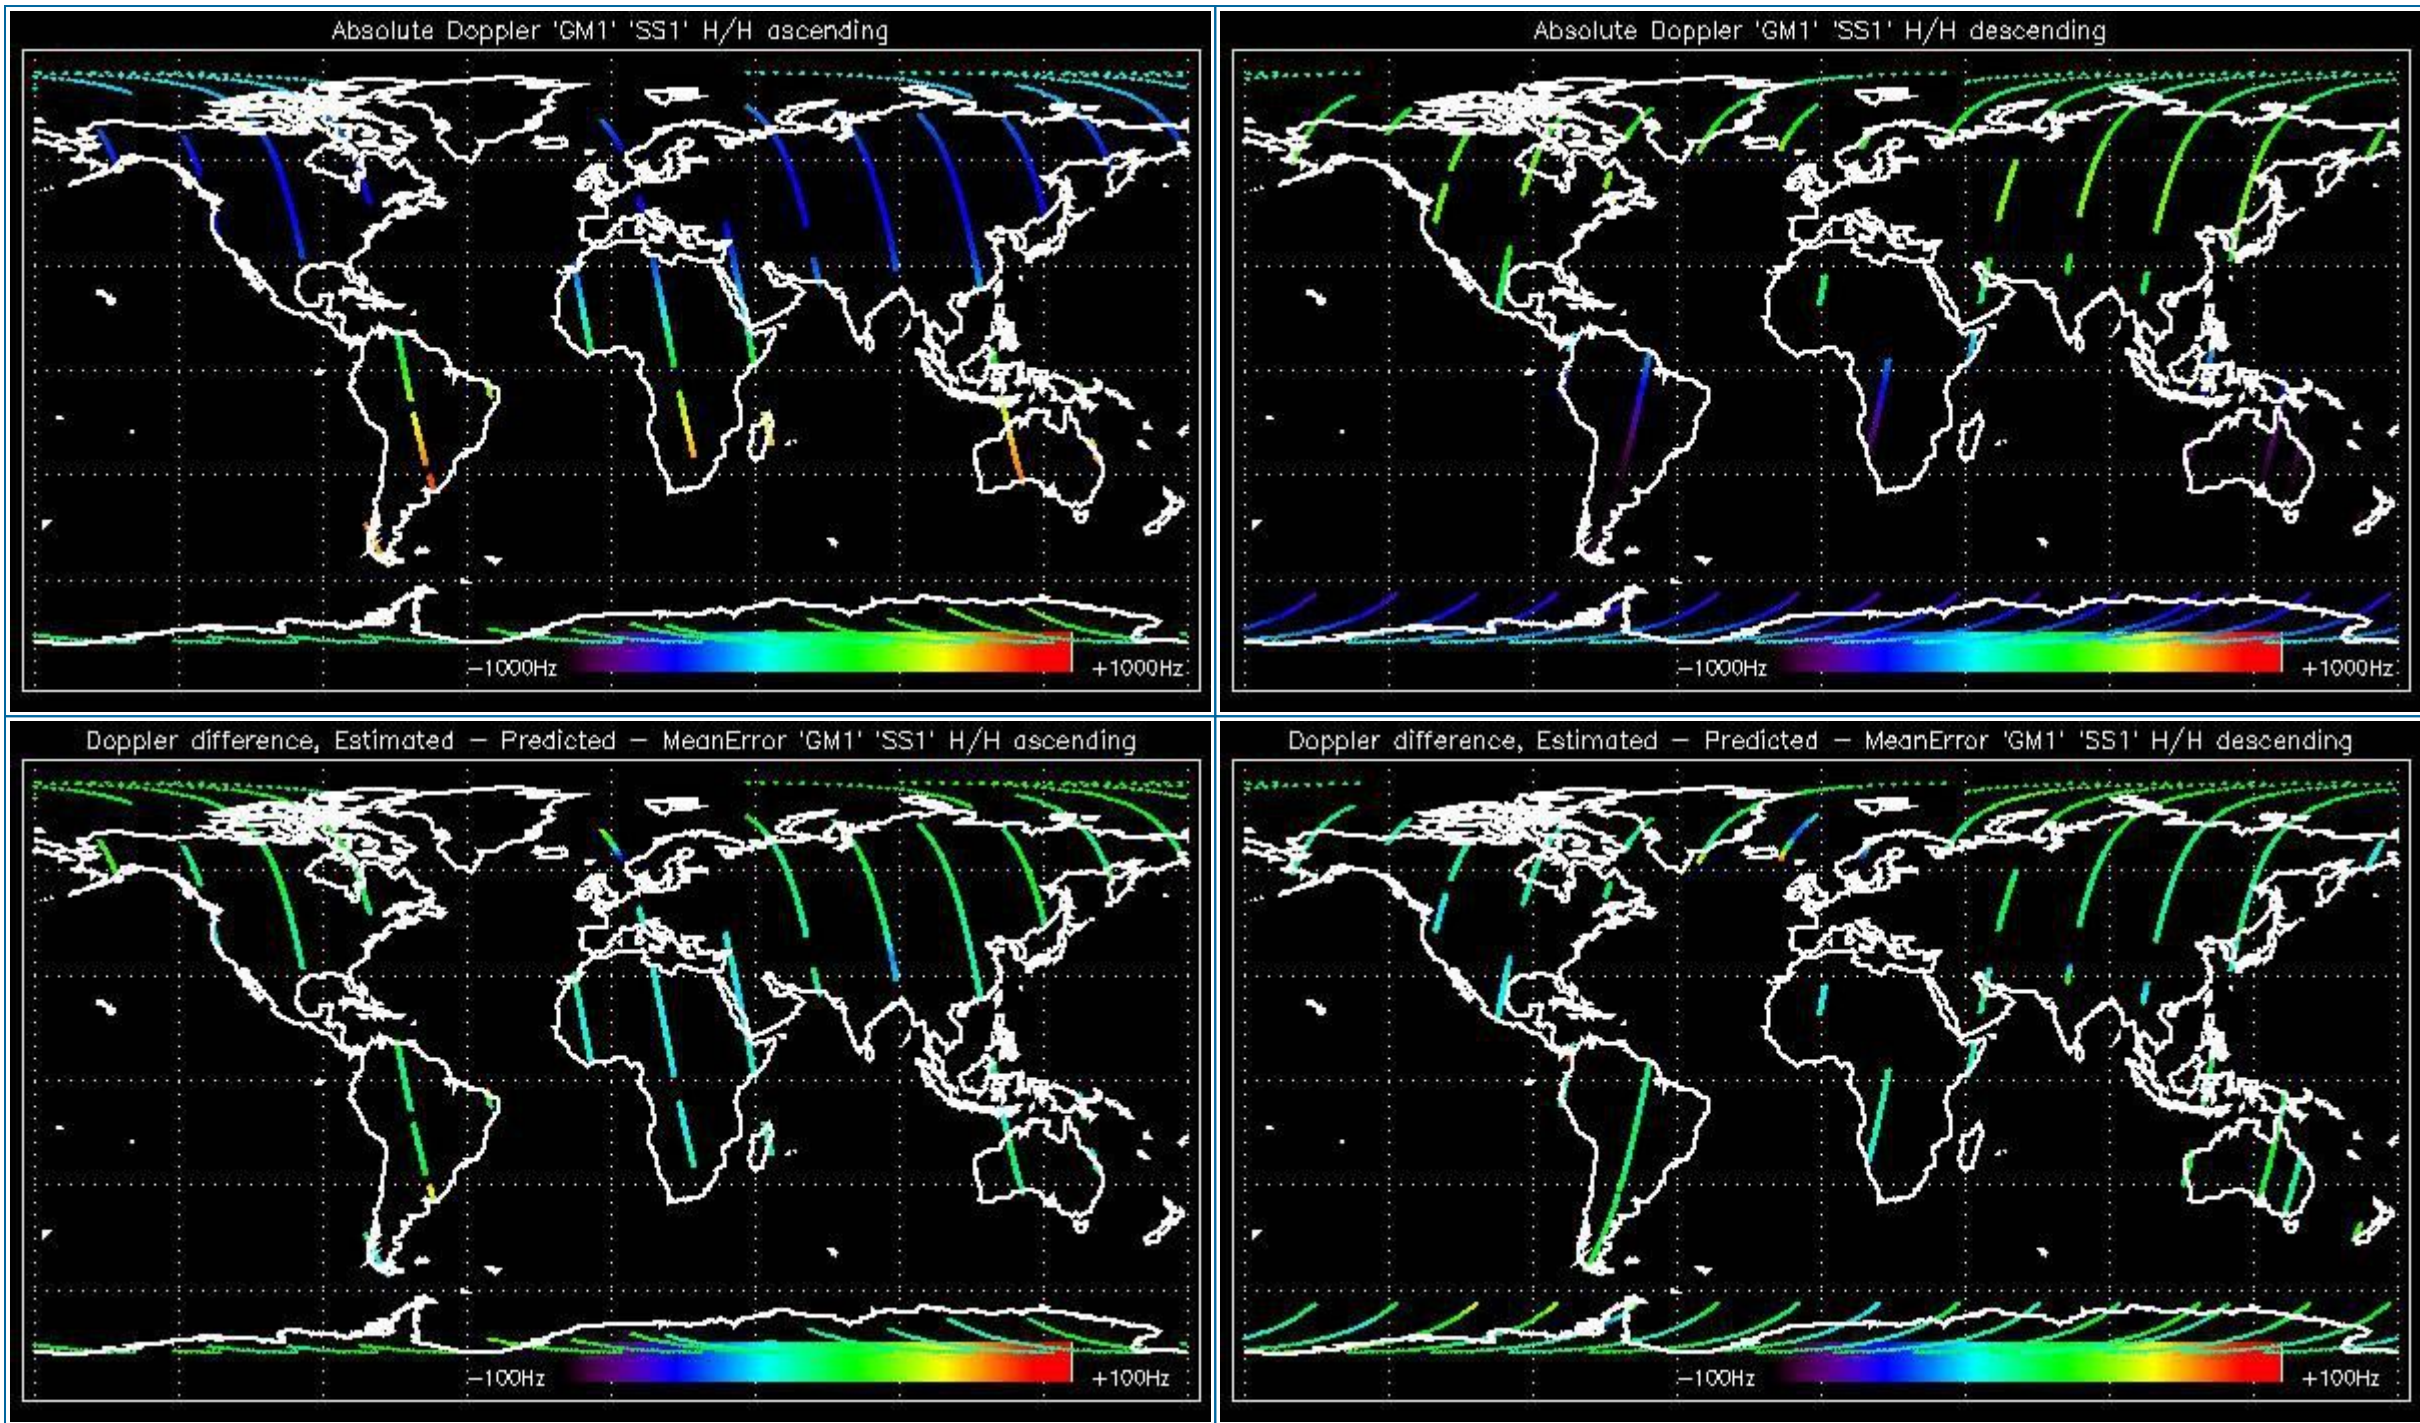 Absolute Doppler 'GM1' 'SS1' H/H ascending
−1000Hz
+1000Hz
Absolute Doppler 'GM1' 'SS1' H/H descending
−1000Hz
+1000Hz
Doppler difference, Estimated − Predicted − MeanError 'GM1' 'SS1' H/H ascending
−100Hz
+100Hz
Doppler difference, Estimated − Predicted − MeanError 'GM1' 'SS1' H/H descending
−100Hz
+100Hz